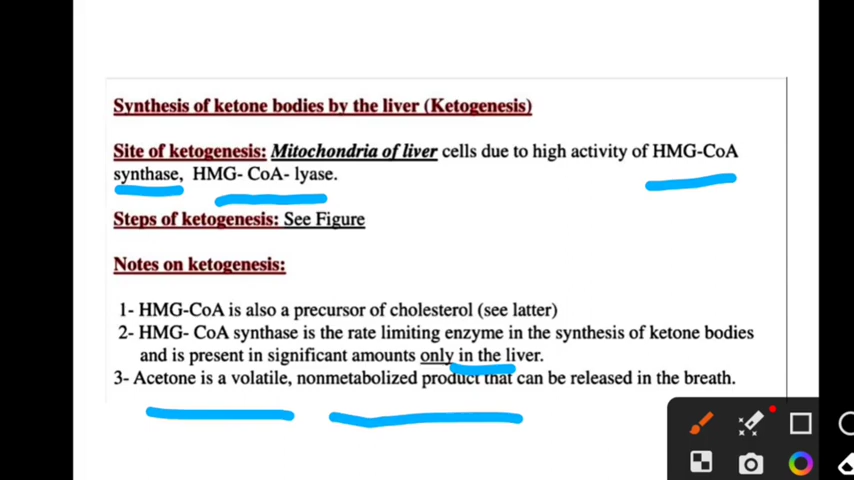 Synthesis of ketone bodies by the liver (Ketogenesis)
Site of ketogenesis: Mitochondria of liver cells due to high activity of HMG-CoA
synthase, HMG- CoA- lyase.
Steps of ketogenesis: See Figure
Notes on ketogenesis:
1- HMG-CoA is also a precursor of cholesterol (see latter)
2- HMG- CoA synthase is the rate limiting enzyme in the synthesis of ketone bodies
and is present in significant amounts only in the liver.
3- Acetone is a volatile, nonmetabolized product that can be released in the breath.